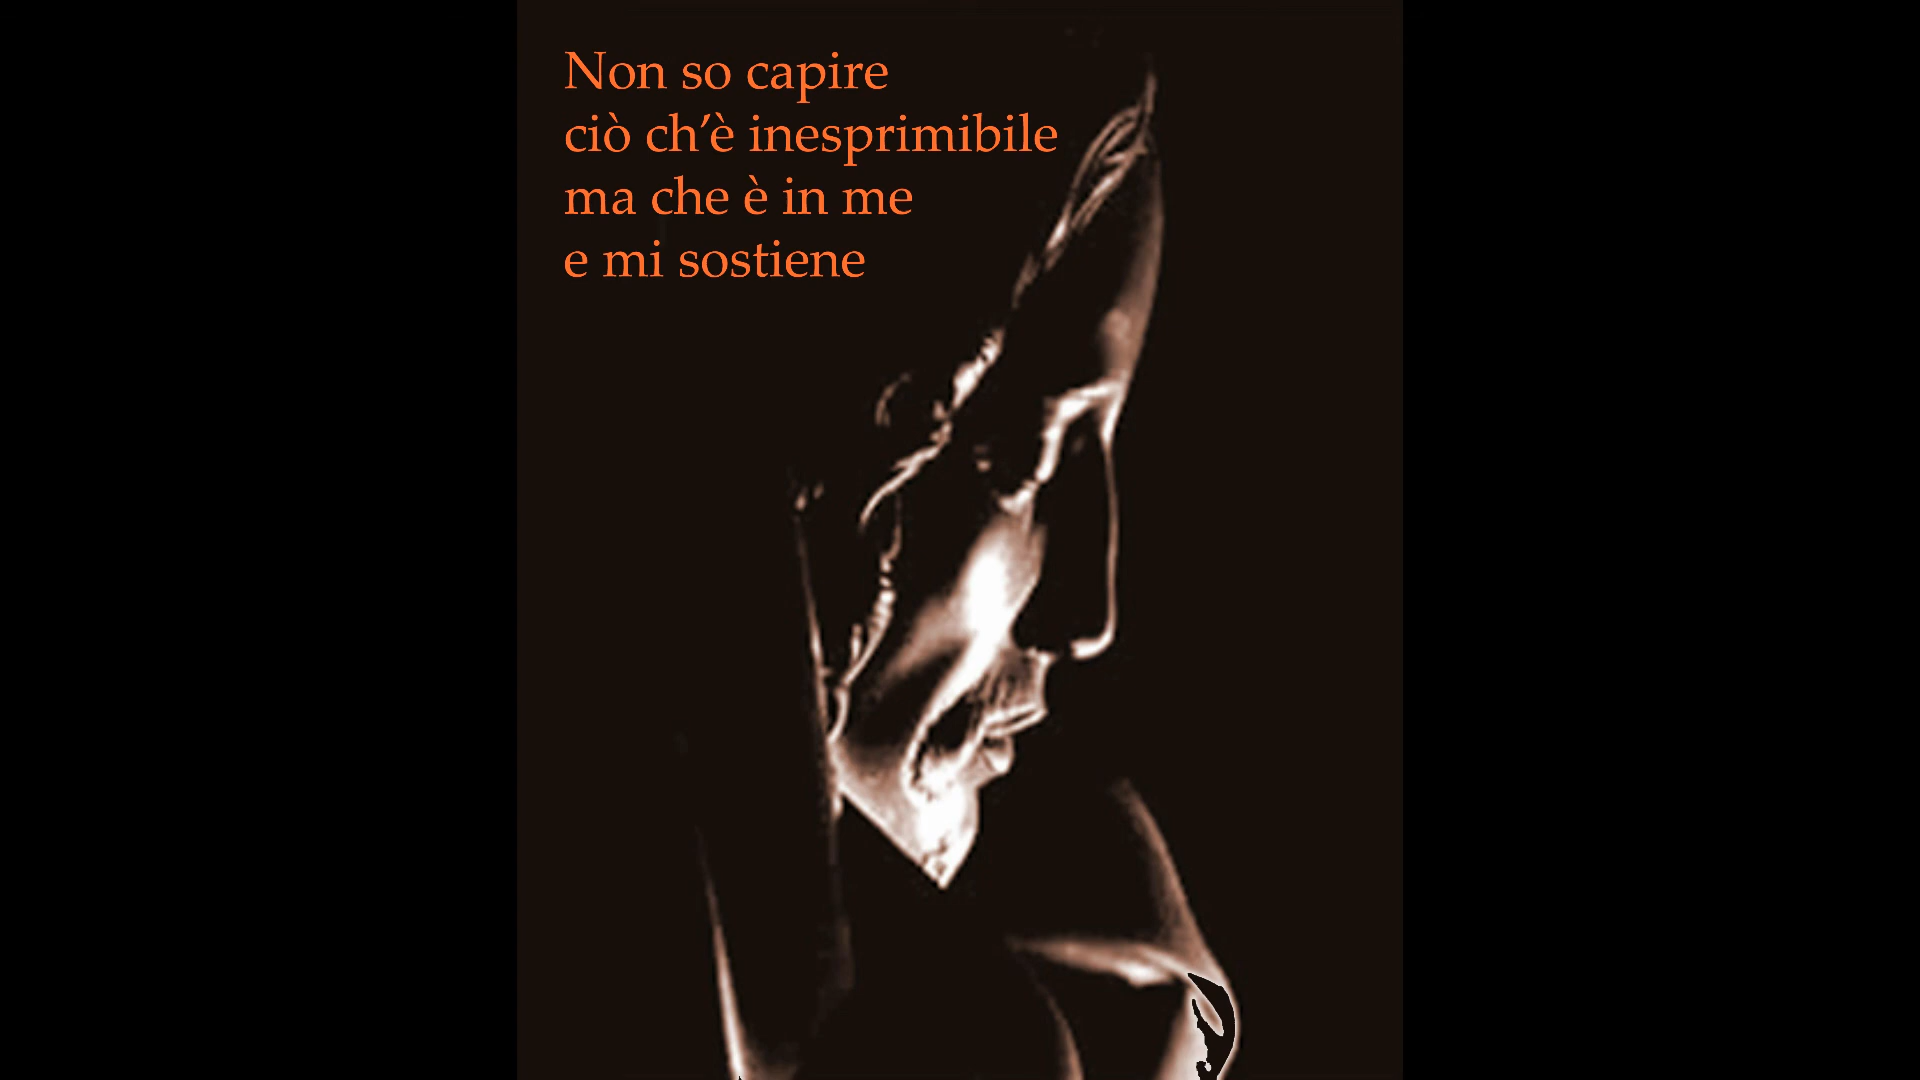 Non so capire
ciò ch’è inesprimibile
ma che è in me
e mi sostiene